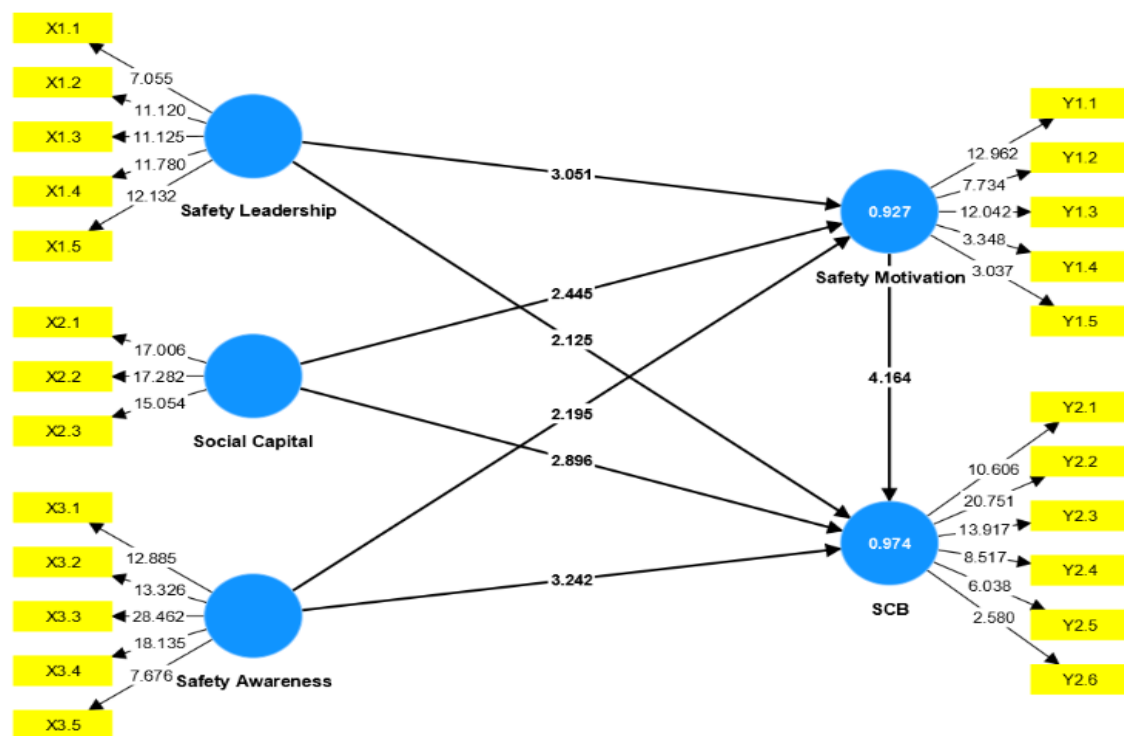 X1.1
X1.2
X1.3
X1.4
X1.5
7.055
11.120
11.125
11.780
12.132
Safety Leadership
X2.1
X2.2
X2.3
17.006
17.282
15.054
Social Capital
X3.1
X3.2
X3.3
X3.4
X3.5
12.885
13.326
28.462
18.135
7.676
Safety Awareness
3.051
2.445
2.125
2.195
2.896
3.242
4.164
0.927
Safety Motivation
12.962
7.734
12.042
3.348
3.037
Y1.1
Y1.2
Y1.3
Y1.4
Y1.5
0.974
SCB
10.606
20.751
13.917
8.517
6.038
2.580
Y2.1
Y2.2
Y2.3
Y2.4
Y2.5
Y2.6